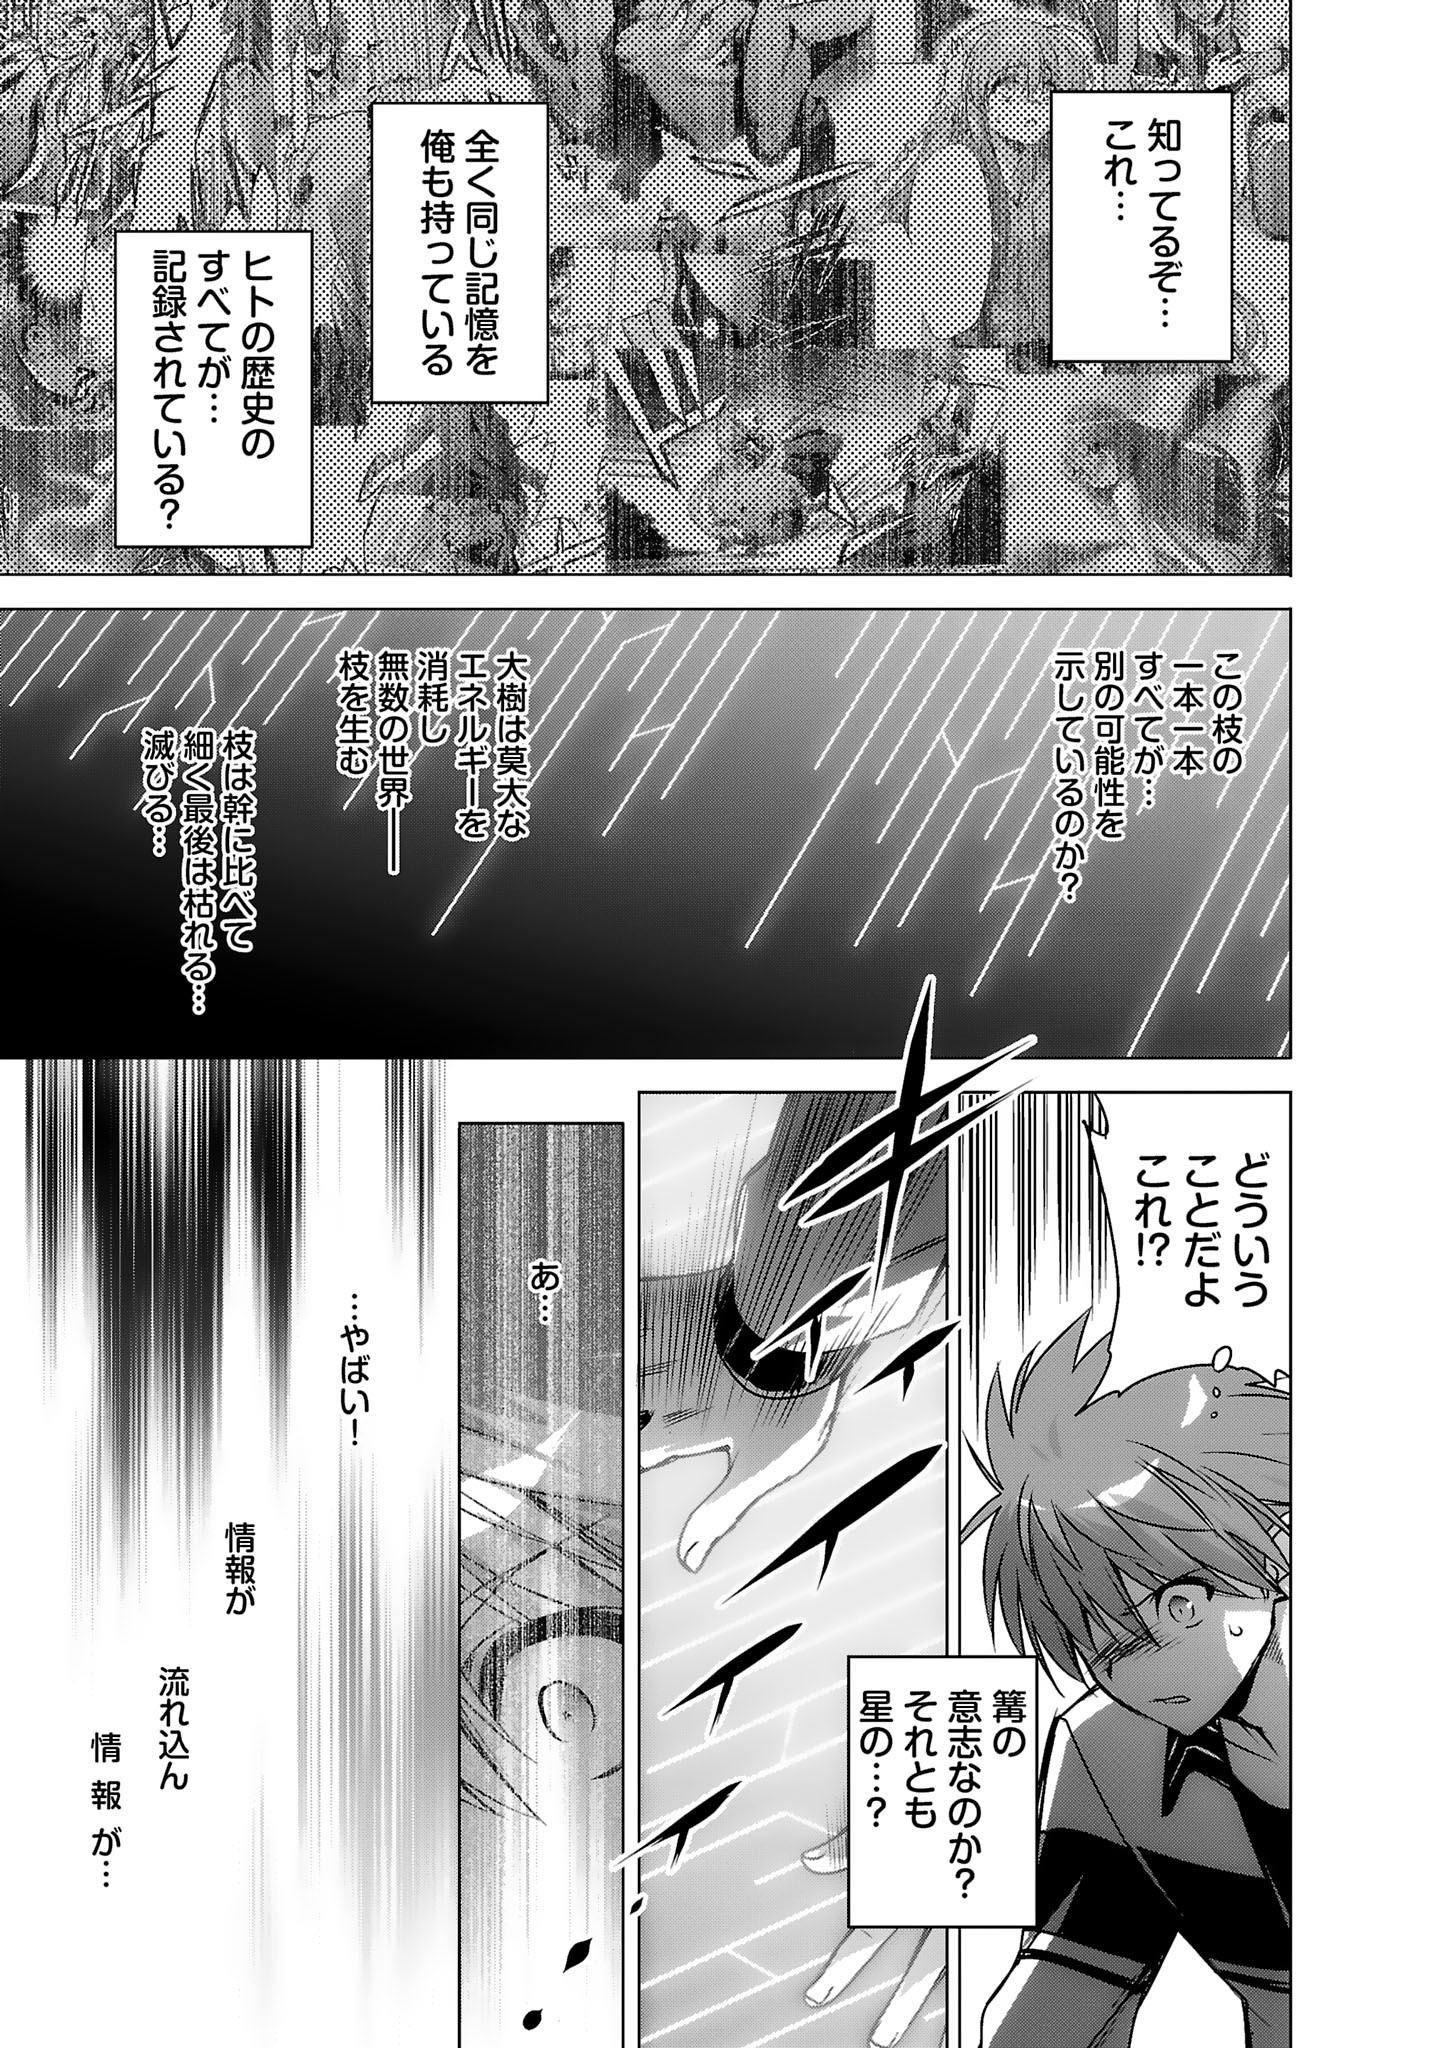 知ってるぞ…
これ…
全く同じ記憶を
俺も持っている
ヒトの歴史の
すべてが…
記録されている?
この枝の
一本一本
すべてが…
別の可能性を
示しているのか?
大樹は莫大な
エネルギーを
消耗し
無数の世界――
枝を生む
枝は幹に比べて
細く最後は枯れる…
滅びる…
どういう
ことだよ
これ!?
篝の
意志なのか?
それとも
星の…?
あ…
…やばい!
情報が
流れ込ん
情報が…